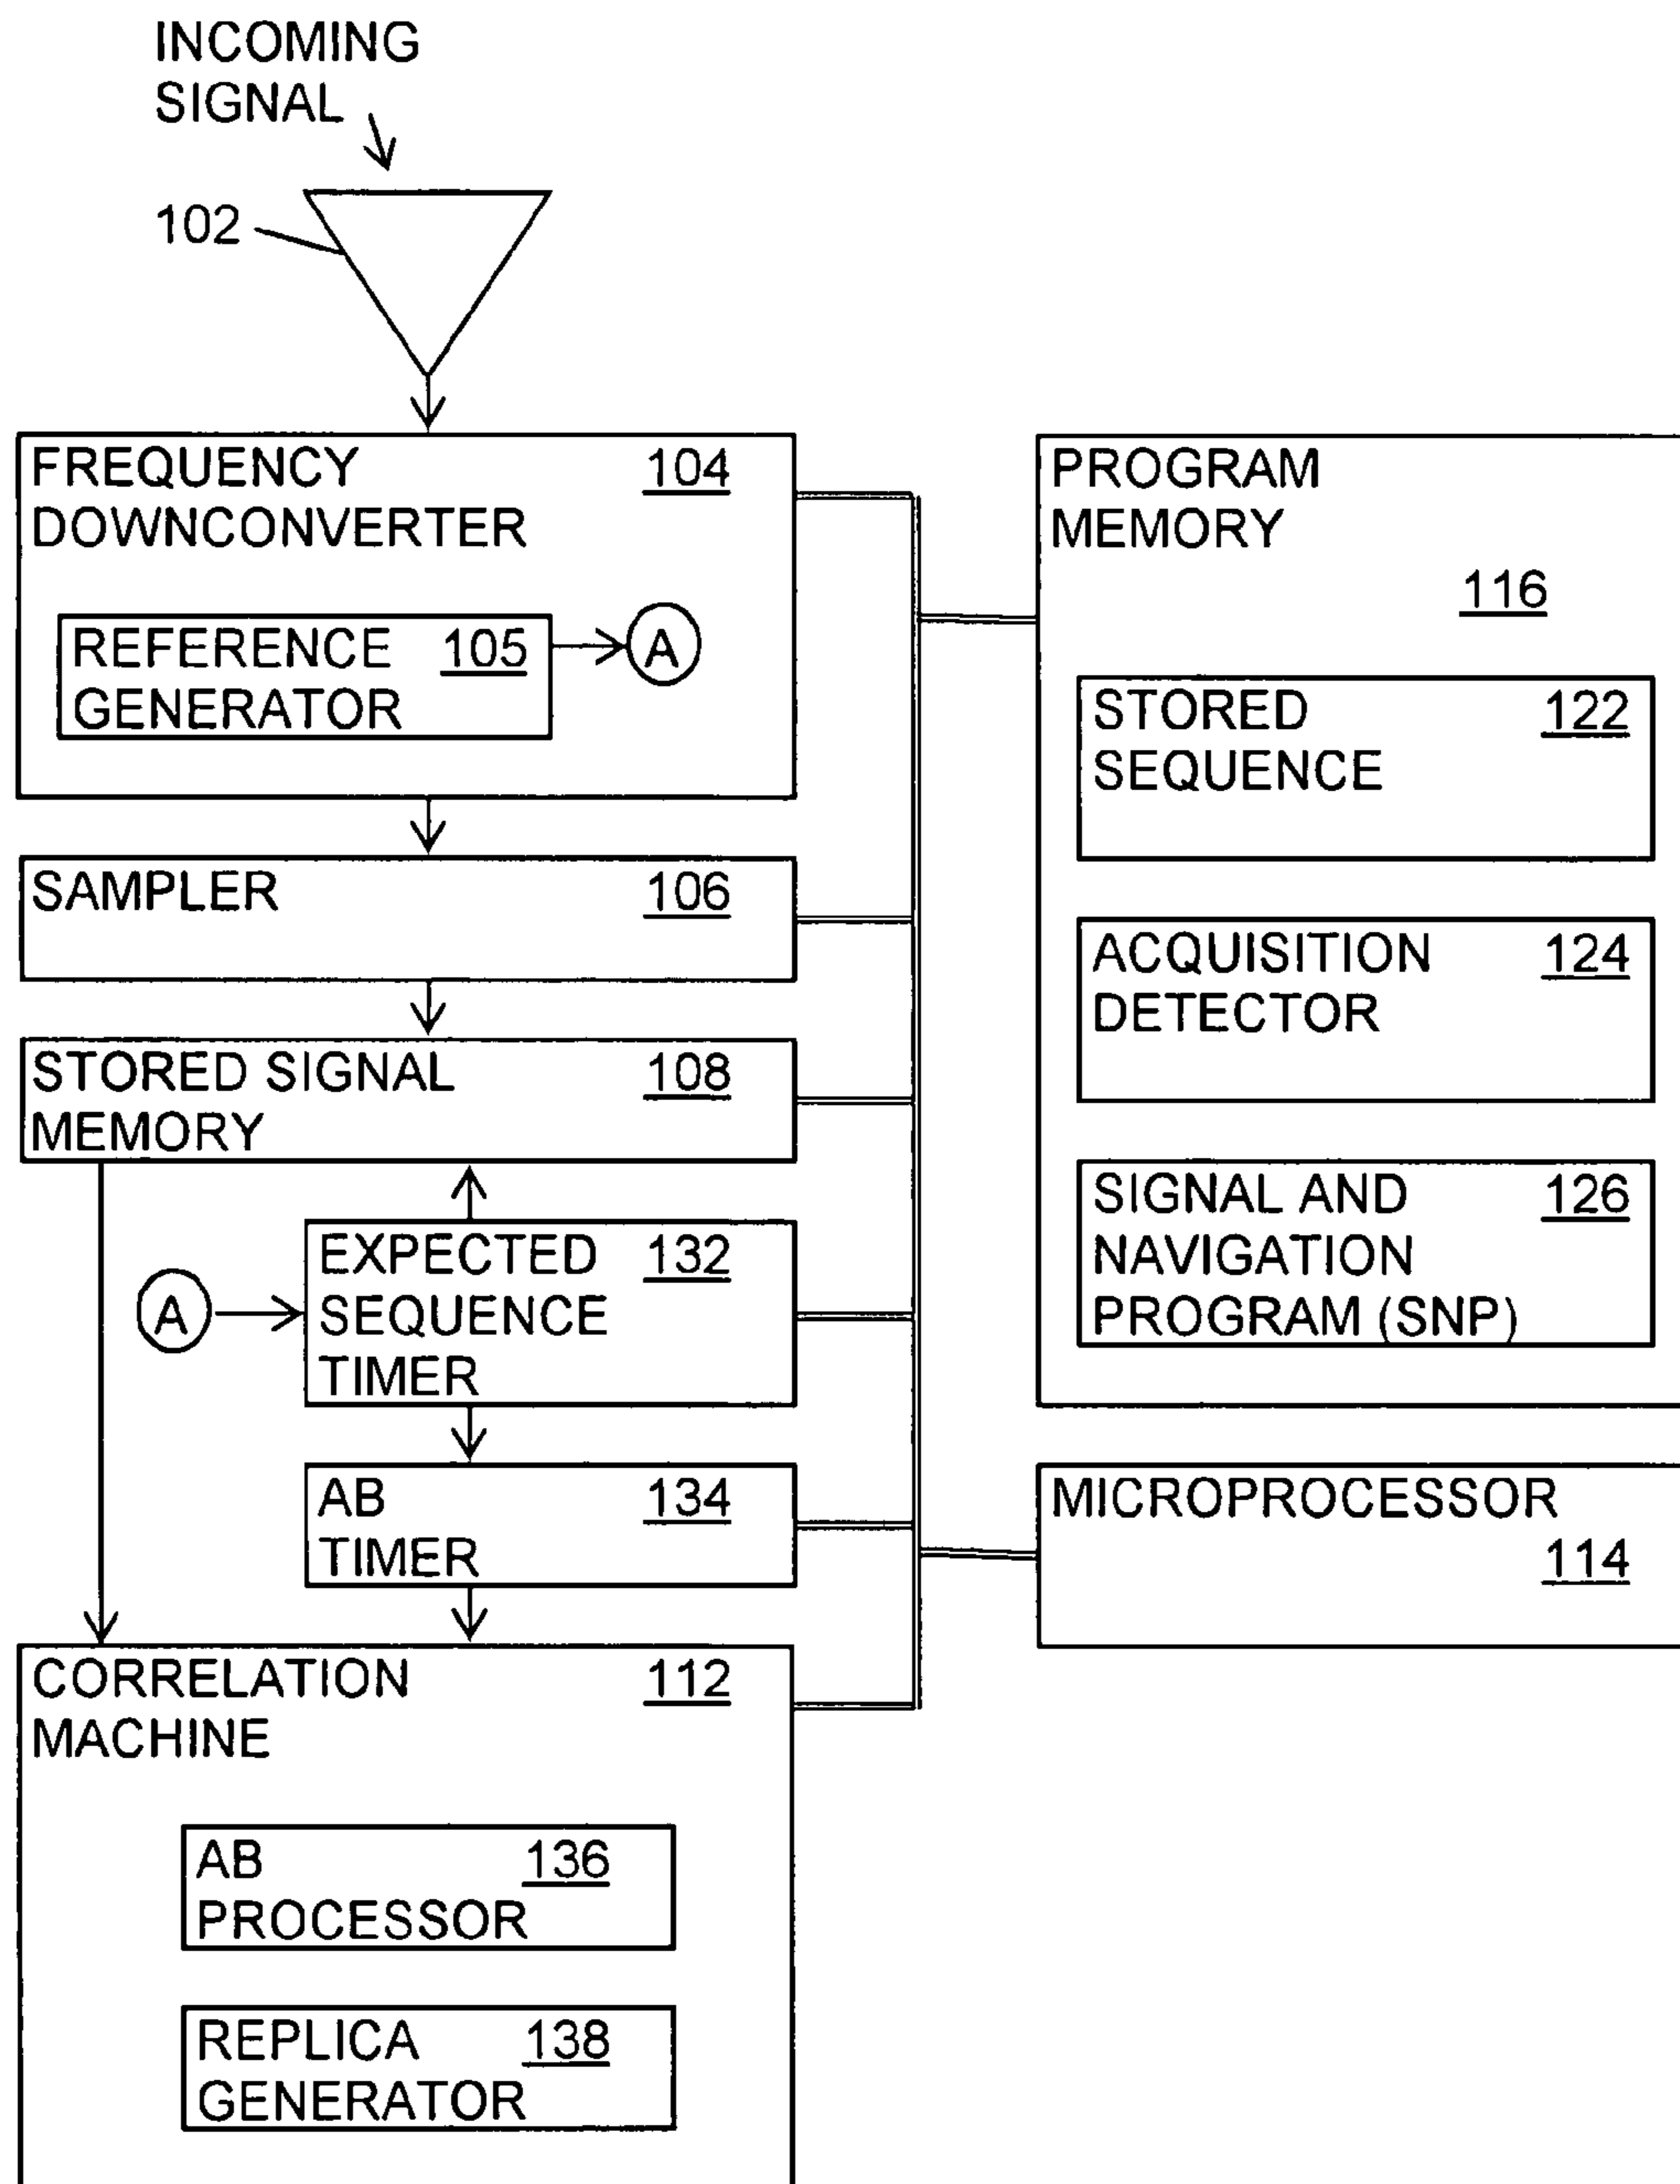 INCOMING
SIGNAL
102
FREQUENCY 104
DOWNCONVERTER
REFERENCE 105
GENERATOR
A
SAMPLER 106
STORED SIGNAL 108
MEMORY
EXPECTED 132
SEQUENCE
TIMER
A
AB 134
TIMER
CORRELATION 112
MACHINE
AB 136
PROCESSOR
REPLICA 138
GENERATOR
PROGRAM
MEMORY
116
STORED 122
SEQUENCE
ACQUISITION 124
DETECTOR
SIGNAL AND 126
NAVIGATION
PROGRAM (SNP)
MICROPROCESSOR
114